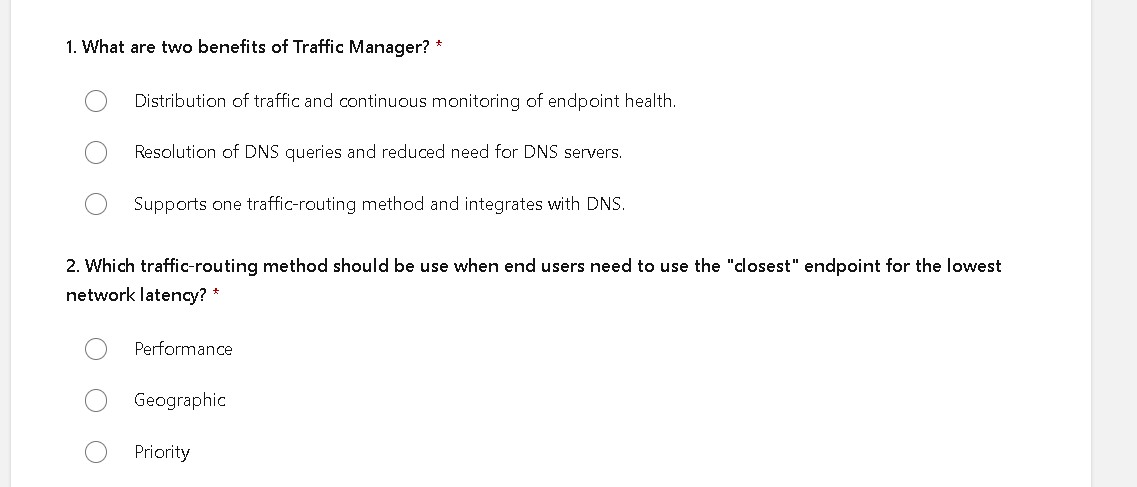 1. What are two benefits of Traffic Manager? *
Distribution of traffic and continuous monitoring of endpoint health.
Resolution of DNS queries and reduced need for DNS servers.
Supports one traffic-routing method and integrates with DNS.
2. Which traffic-routing method should be use when end users need to use the "closest" endpoint for the lowest
network latency? *
Performance
Geographic
Priority